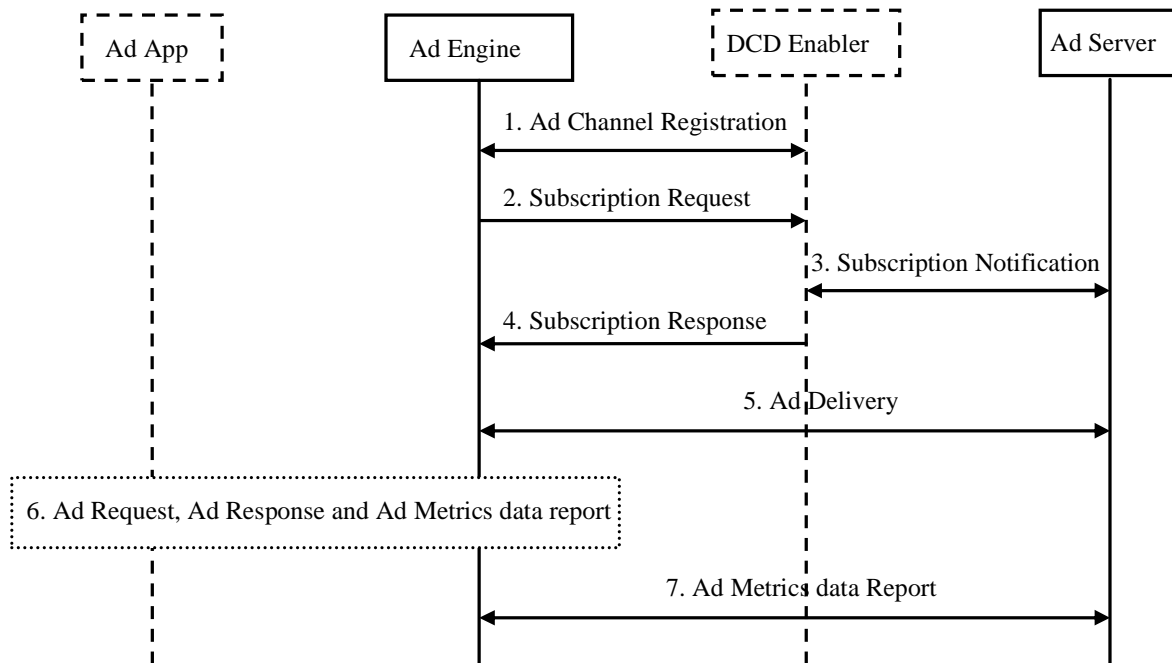 Ad App
Ad Engine
DCD Enabler
Ad Server
1. Ad Channel Registration
2. Subscription Request
3. Subscription Notification
4. Subscription Response
5. Ad Delivery
6. Ad Request, Ad Response and Ad Metrics data report
7. Ad Metrics data Report